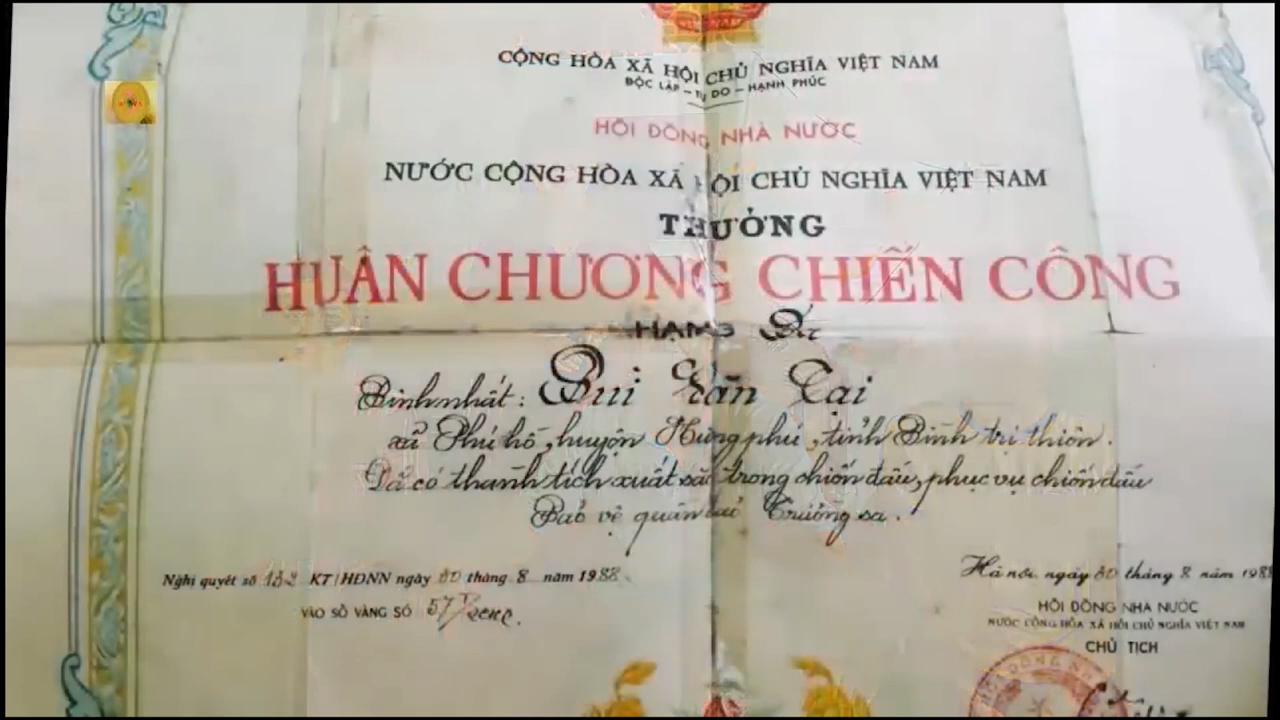 CỘNG HÒA XÃ HỘI CHỦ NGHĨA VIỆT NAM
ĐỘC LẬP - TỰ DO - HẠNH PHÚC
HỘI ĐỒNG NHÀ NƯỚC
NƯỚC CỘNG HÒA XÃ HỘI CHỦ NGHĨA VIỆT NAM
THƯỞNG
HUÂN CHƯƠNG CHIẾN CÔNG
HẠNG Ba
Binh nhất: Bùi Văn Tại
xã Phú hồ, huyện Hương phú, tỉnh Bình trị thiên.
Đã có thành tích xuất sắc trong chiến đấu, phục vụ chiến đấu
Bảo vệ quần đảo Trường sa.
Nghị quyết số KT/HĐNN ngày 30 tháng 8 năm 1988
VÀO SỔ VÀNG SỐ 57
Hà nội, ngày 30 tháng 8 năm 1988
HỘI ĐỒNG NHÀ NƯỚC
NƯỚC CỘNG HÒA XÃ HỘI CHỦ NGHĨA VIỆT NAM
CHỦ TỊCH